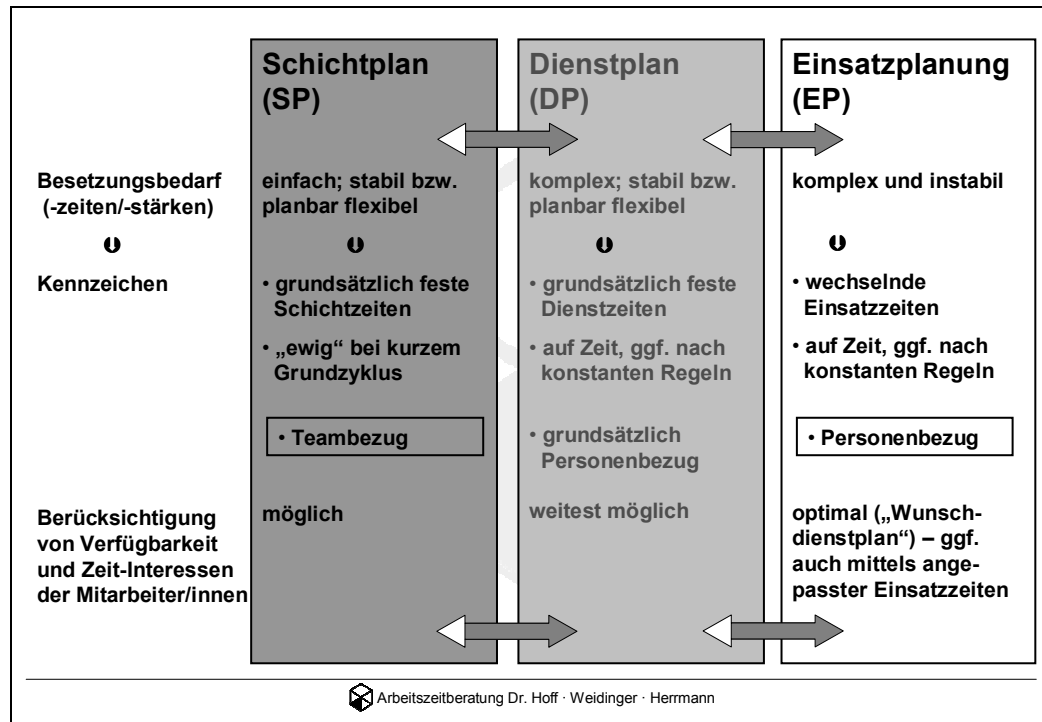 Schichtplan
(SP)
Dienstplan
(DP)
Einsatzplanung
(EP)
Besetzungsbedarf
(-zeiten/-stärken)
einfach; stabil bzw.
planbar flexibel
komplex; stabil bzw.
planbar flexibel
komplex und instabil
Kennzeichen
• grundsätzlich feste
Schichtzeiten
• „ewig“ bei kurzem
Grundzyklus
• Teambezug
• grundsätzlich feste
Dienstzeiten
• auf Zeit, ggf. nach
konstanten Regeln
• grundsätzlich
Personenbezug
• wechselnde
Einsatzzeiten
• auf Zeit, ggf. nach
konstanten Regeln
• Personenbezug
Berücksichtigung
von Verfügbarkeit
und Zeit-Interessen
der Mitarbeiter/innen
möglich
weitest möglich
optimal („Wunsch-
dienstplan“) – ggf.
auch mittels ange-
passter Einsatzzeiten
Arbeitszeitberatung Dr. Hoff · Weidinger · Herrmann